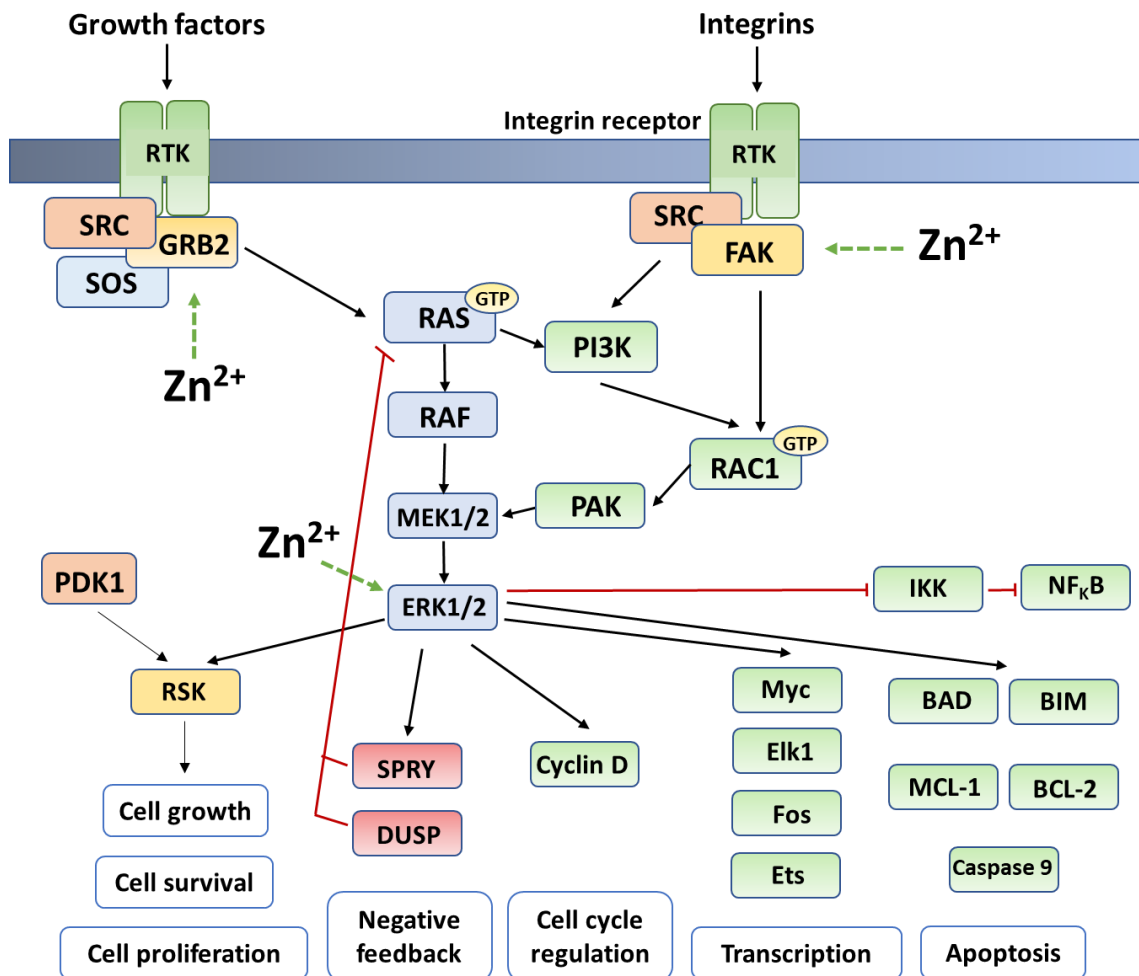 Growth factors
Integrins
Integrin receptor
RTK
RTK
SRC
GRB2
SOS
SRC
FAK
Zn²⁺
Zn²⁺
RAS
GTP
PI3K
RAF
RAC1
GTP
MEK1/2
PAK
Zn²⁺
PDK1
ERK1/2
IKK
NFκB
RSK
Myc
BAD
BIM
SPRY
Cyclin D
Elk1
MCL-1
BCL-2
Cell growth
DUSP
Fos
Cell survival
Ets
Caspase 9
Cell proliferation
Negative
feedback
Cell cycle
regulation
Transcription
Apoptosis